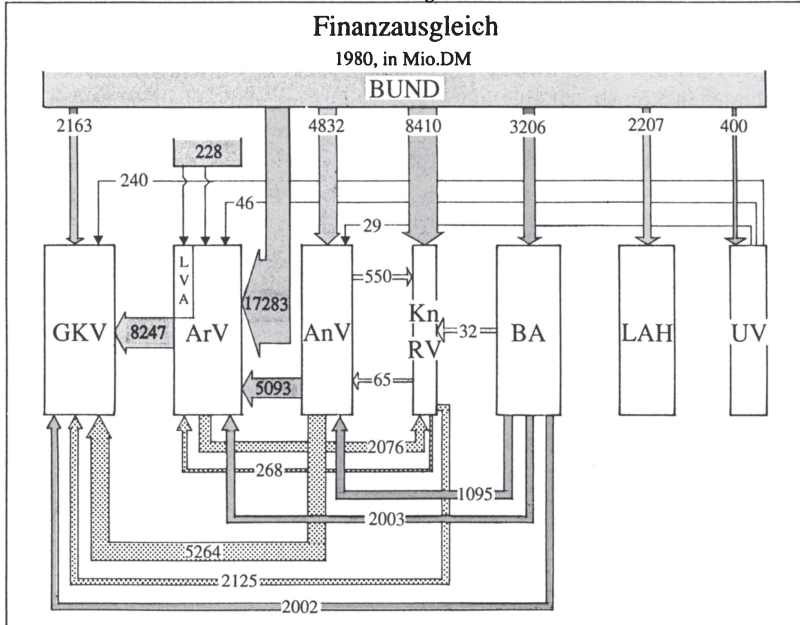 Finanzausgleich
1980, in Mio.DM
BUND
2163
4832
8410
3206
2207
400
228
240
46
29
L
V
A
550
17283
Kn
RV
GKV
8247
ArV
AnV
32
BA
LAH
UV
65
5093
2076
268
1095
2003
5264
2125
2002